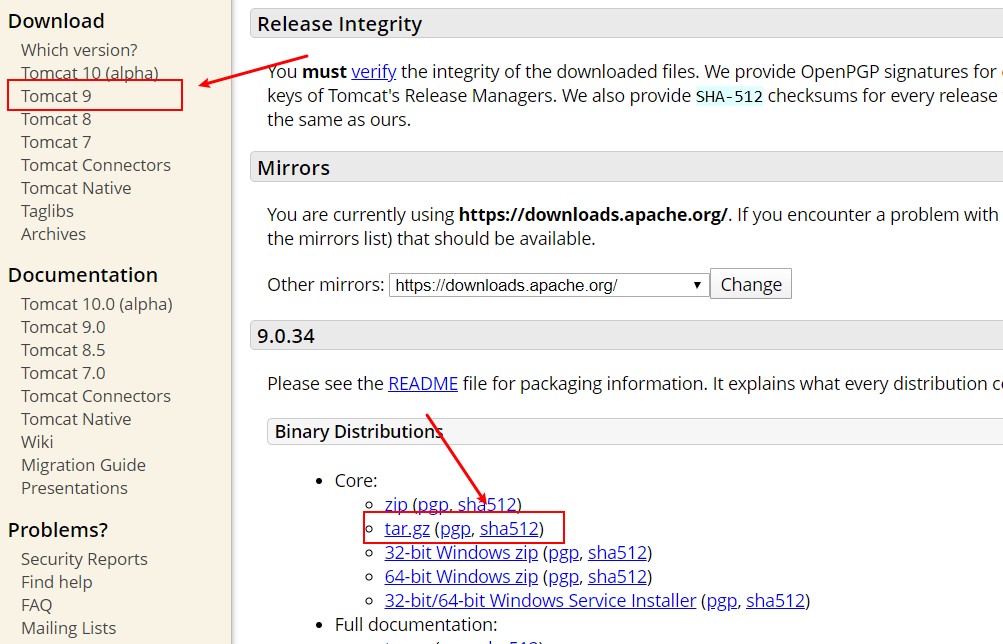 Download
Which version?
Tomcat 10 (alpha)
Tomcat 9
Tomcat 8
Tomcat 7
Tomcat Connectors
Tomcat Native
Taglibs
Archives
Documentation
Tomcat 10.0 (alpha)
Tomcat 9.0
Tomcat 8.5
Tomcat 7.0
Tomcat Connectors
Tomcat Native
Wiki
Migration Guide
Presentations
Problems?
Security Reports
Find help
FAQ
Mailing Lists
Release Integrity
You must verify the integrity of the downloaded files. We provide OpenPGP signatures for
keys of Tomcat's Release Managers. We also provide SHA-512 checksums for every release
the same as ours.
Mirrors
You are currently using https://downloads.apache.org/. If you encounter a problem with
the mirrors list) that should be available.
Other mirrors: https://downloads.apache.org/ Change
9.0.34
Please see the README file for packaging information. It explains what every distribution
Binary Distributions
Core:
zip (pgp, sha512)
tar.gz (pgp, sha512)
32-bit Windows zip (pgp, sha512)
64-bit Windows zip (pgp, sha512)
32-bit/64-bit Windows Service Installer (pgp, sha512)
Full documentation: